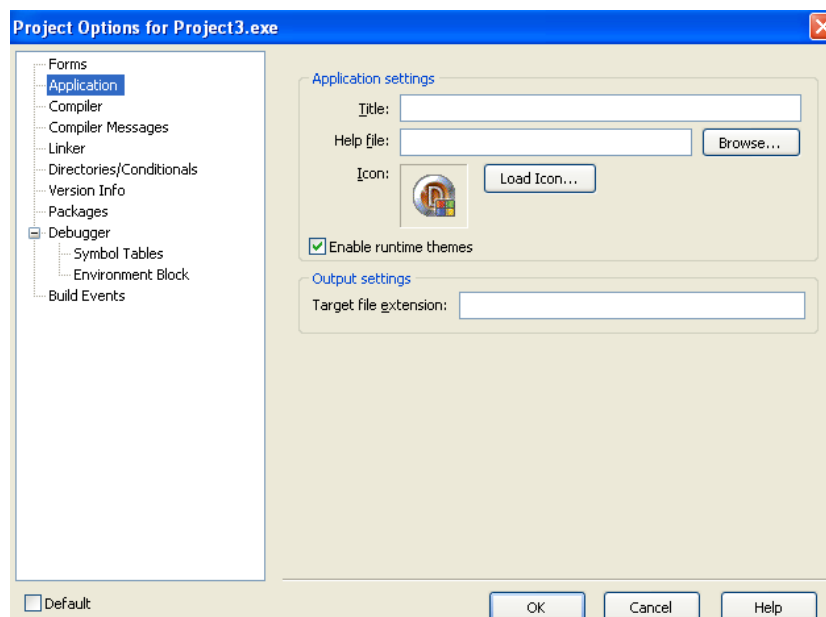 Project Options for Project3.exe
Forms
Application
Compiler
Compiler Messages
Linker
Directories/Conditionals
Version Info
Packages
Debugger
Symbol Tables
Environment Block
Build Events
Application settings
Title:
Help file:
Browse...
Icon:
Load Icon...
Enable runtime themes
Output settings
Target file extension:
Default
OK
Cancel
Help